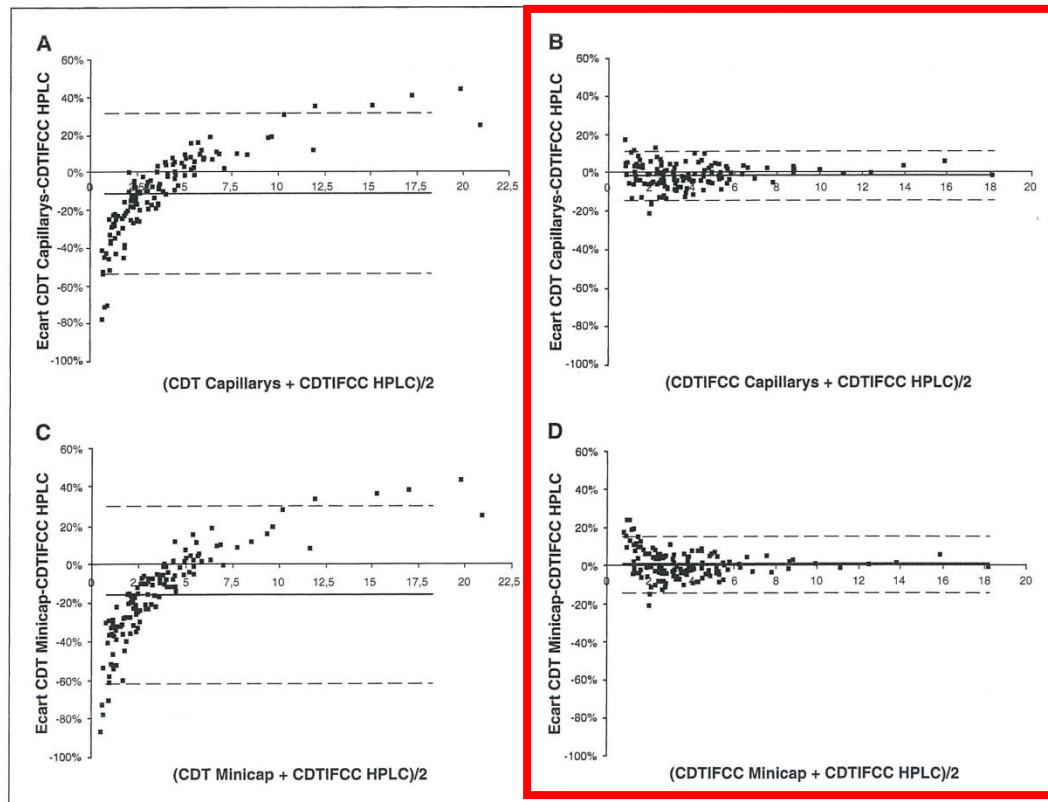 A
60%
40%
20%
0%
-20%
-40%
-60%
-80%
-100%
0 2,5 5 7,5 10 12,5 15 17,5 20 22,5
Ecart CDT Capillarys-CDTIFCC HPLC
(CDT Capillarys + CDTIFCC HPLC)/2
B
60%
40%
20%
0%
-20%
-40%
-60%
-80%
-100%
0 2 4 6 8 10 12 14 16 18 20
Ecart CDT Capillarys-CDTIFCC HPLC
(CDTIFCC Capillarys + CDTIFCC HPLC)/2
C
60%
40%
20%
0%
-20%
-40%
-60%
-80%
-100%
0 2,5 5 7,5 10 12,5 15 17,5 20 22,5
Ecart CDT Minicap-CDTIFCC HPLC
(CDT Minicap + CDTIFCC HPLC)/2
D
60%
40%
20%
0%
-20%
-40%
-60%
-80%
-100%
0 2 4 6 8 10 12 14 16 18 20
Ecart CDT Minicap-CDTIFCC HPLC
(CDTIFCC Minicap + CDTIFCC HPLC)/2